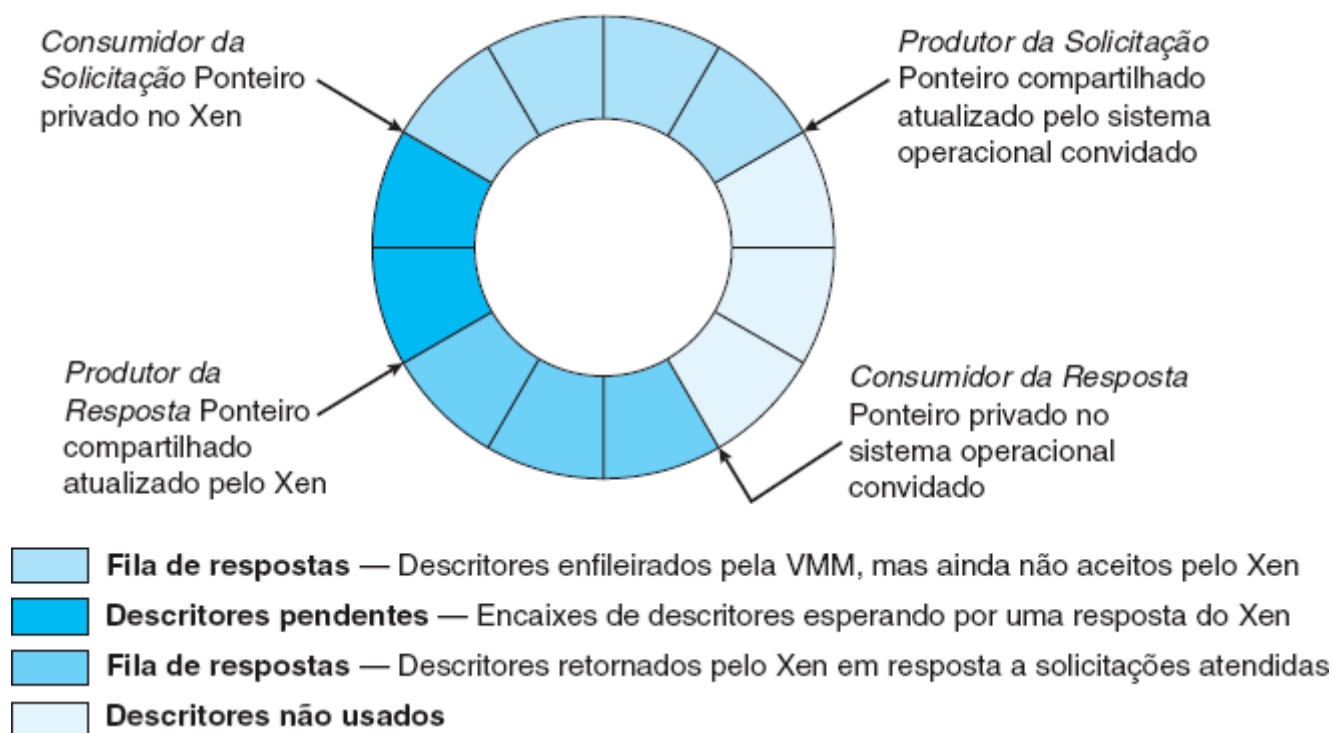 Consumidor da
Solicitação Ponteiro
privado no Xen
Produtor da Solicitação
Ponteiro compartilhado
atualizado pelo sistema
operacional convidado
Produtor da
Resposta Ponteiro
compartilhado
atualizado pelo Xen
Consumidor da Resposta
Ponteiro privado no
sistema operacional
convidado
Fila de respostas — Descritores enfileirados pela VMM, mas ainda não aceitos pelo Xen
Descritores pendentes — Encaixes de descritores esperando por uma resposta do Xen
Fila de respostas — Descritores retornados pelo Xen em resposta a solicitações atendidas
Descritores não usados